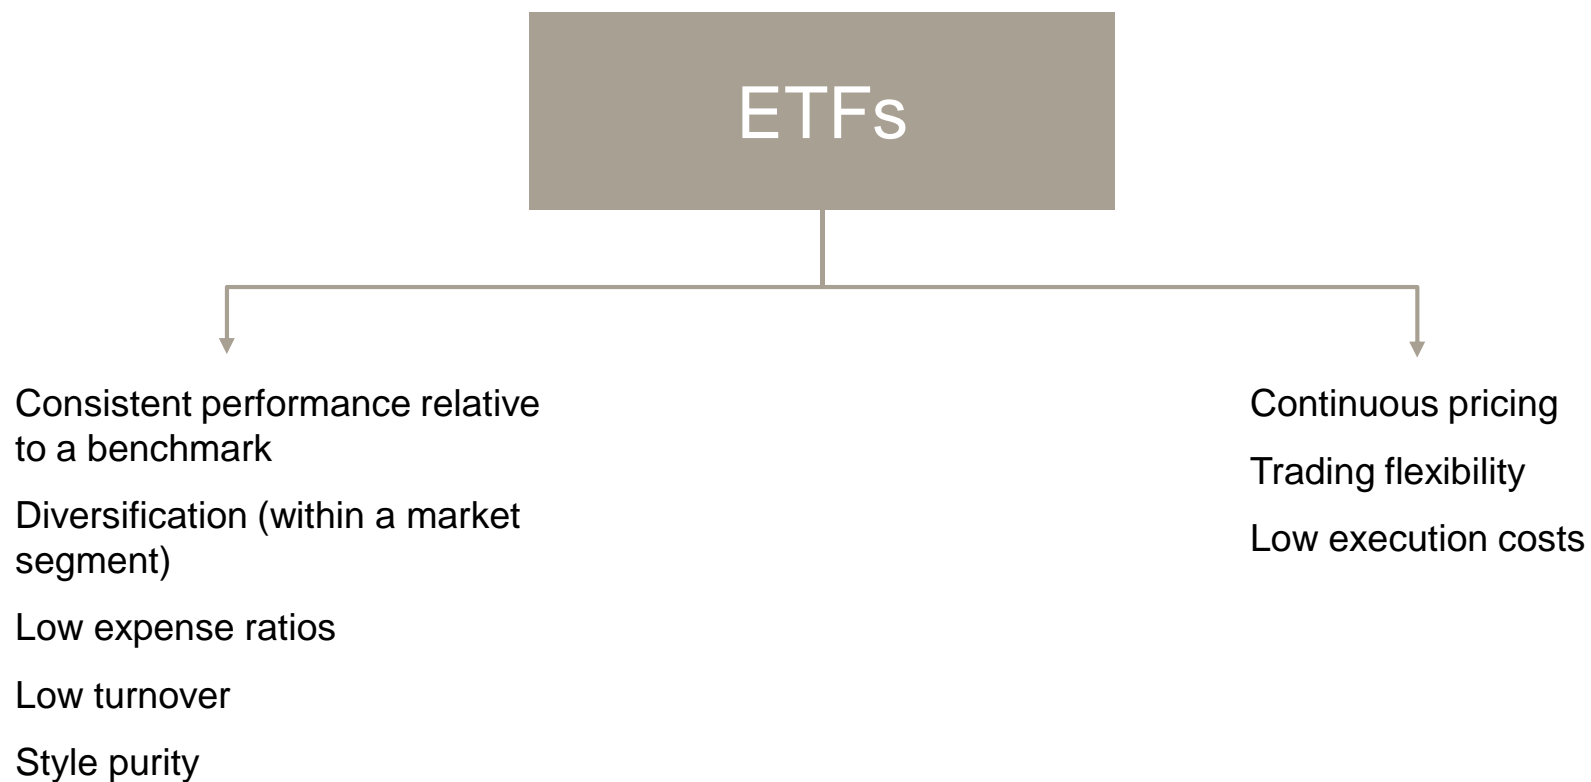 ETFs
Consistent performance relative
to a benchmark
Diversification (within a market
segment)
Low expense ratios
Low turnover
Style purity
Continuous pricing
Trading flexibility
Low execution costs